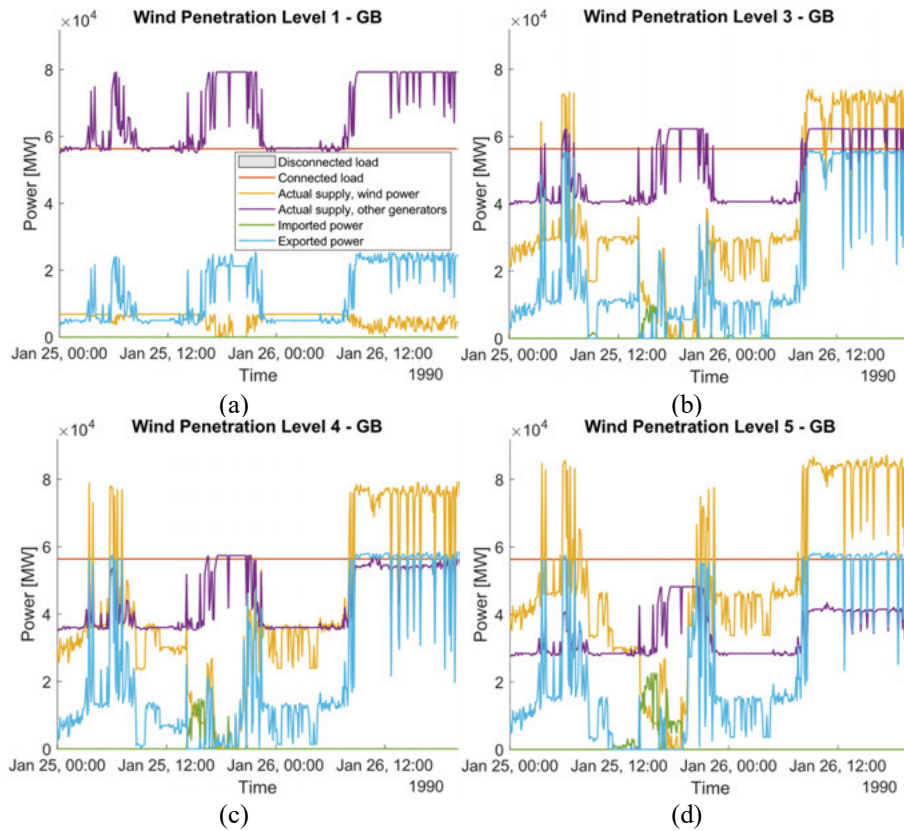 Wind Penetration Level 1 - GB
×10⁴
8
6
4
2
0
Power [MW]
Disconnected load
Connected load
Actual supply, wind power
Actual supply, other generators
Imported power
Exported power
Jan 25, 00:00 Jan 25, 12:00 Jan 26, 00:00 Jan 26, 12:00
Time 1990
(a)
Wind Penetration Level 3 - GB
×10⁴
8
6
4
2
0
Power [MW]
Jan 25, 00:00 Jan 25, 12:00 Jan 26, 00:00 Jan 26, 12:00
Time 1990
(b)
Wind Penetration Level 4 - GB
×10⁴
8
6
4
2
0
Power [MW]
Jan 25, 00:00 Jan 25, 12:00 Jan 26, 00:00 Jan 26, 12:00
Time 1990
(c)
Wind Penetration Level 5 - GB
×10⁴
8
6
4
2
0
Power [MW]
Jan 25, 00:00 Jan 25, 12:00 Jan 26, 00:00 Jan 26, 12:00
Time 1990
(d)